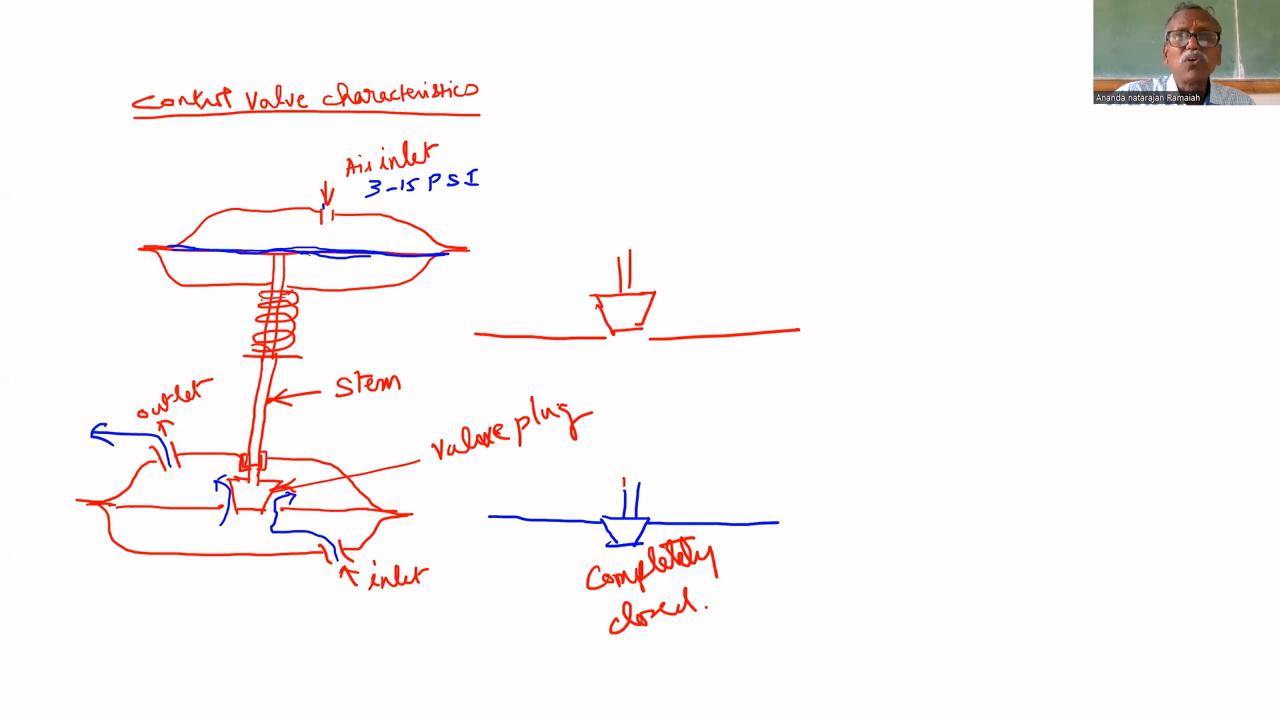 Control Valve characteristics
Air inlet
3-15 PSI
Stem
outlet
Valve plug
inlet
Completely
closed.
Ananda natarajan Ramaiah